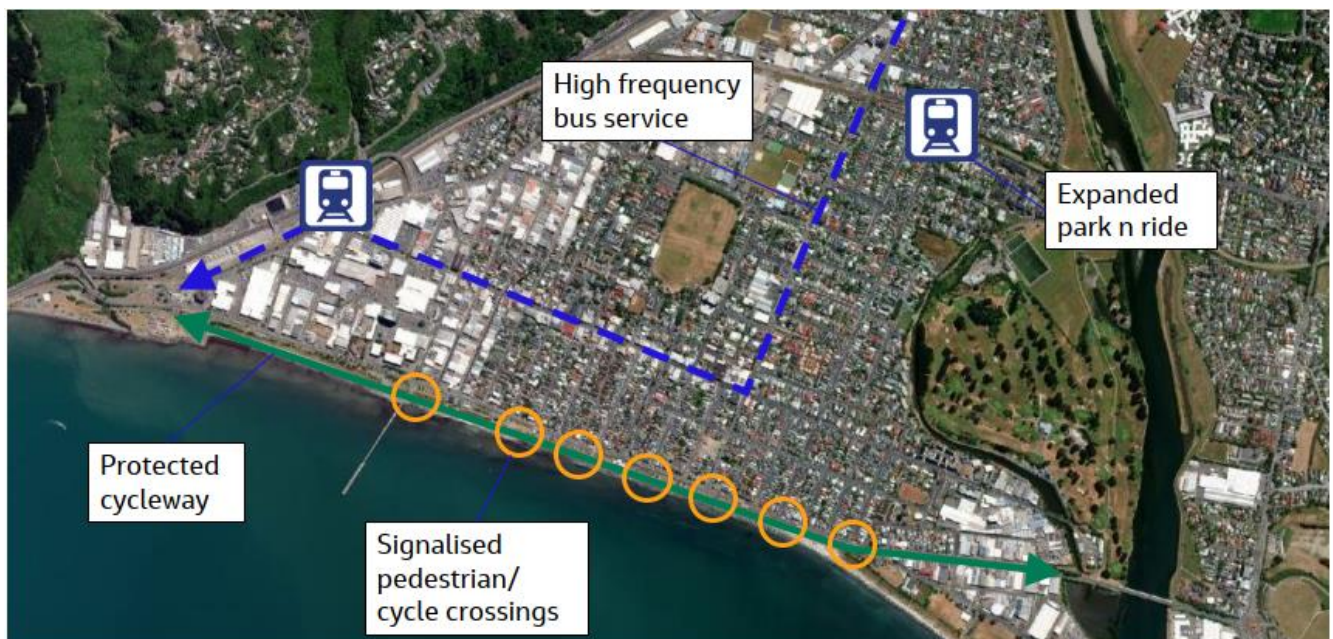 High frequency
bus service
Expanded
park n ride
Protected
cycleway
Signalised
pedestrian/
cycle crossings